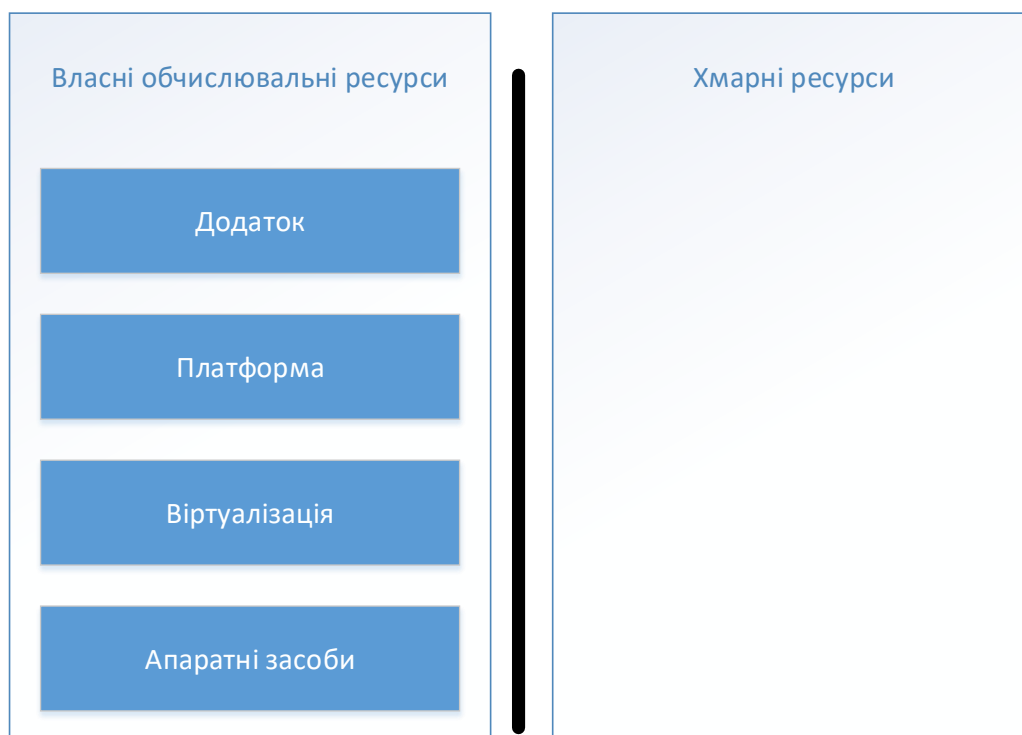 Власні обчислювальні ресурси
Хмарні ресурси
Додаток
Платформа
Віртуалізація
Апаратні засоби